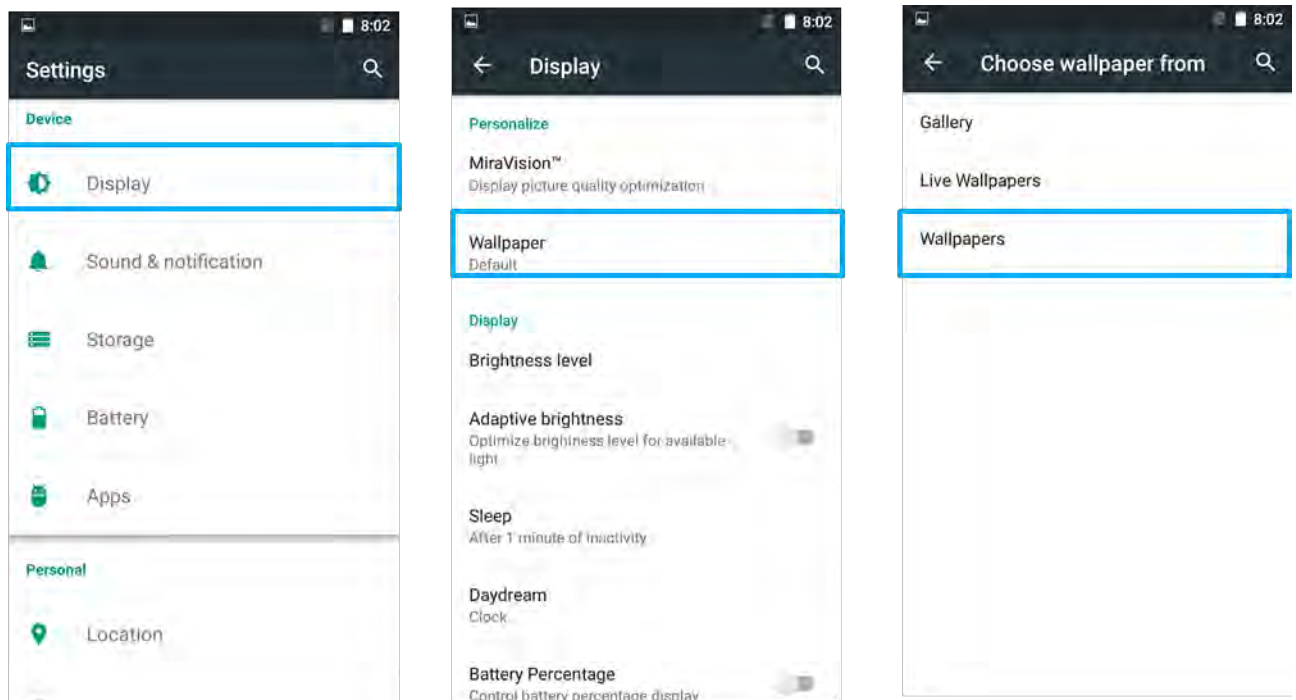 8:02
Settings
Device
Display
Sound & notification
Storage
Battery
Apps
Personal
Location
8:02
Display
Personalize
MiraVision™
Display picture quality optimization
Wallpaper
Default
Display
Brightness level
Adaptive brightness
Optimize brightness level for available
light
Sleep
After 1 minute of inactivity
Daydream
Clock
Battery Percentage
Control battery percentage display
8:02
Choose wallpaper from
Gallery
Live Wallpapers
Wallpapers